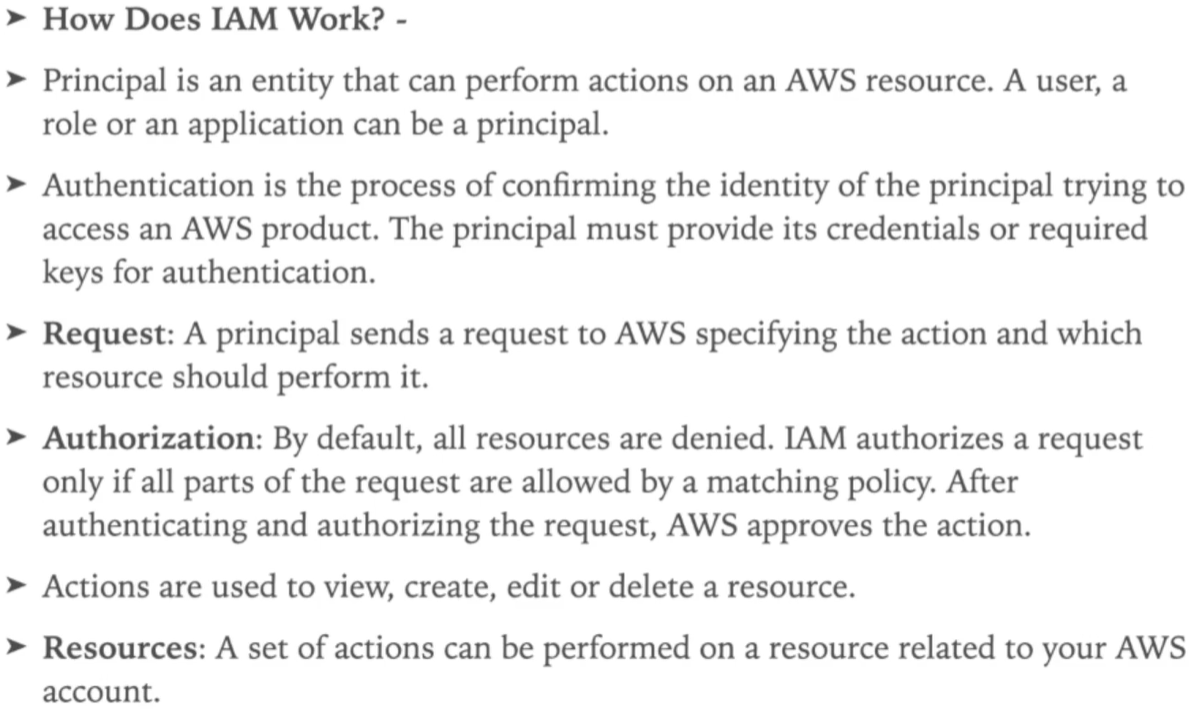 ➤ How Does IAM Work? -
➤ Principal is an entity that can perform actions on an AWS resource. A user, a
role or an application can be a principal.
➤ Authentication is the process of confirming the identity of the principal trying to
access an AWS product. The principal must provide its credentials or required
keys for authentication.
➤ Request: A principal sends a request to AWS specifying the action and which
resource should perform it.
➤ Authorization: By default, all resources are denied. IAM authorizes a request
only if all parts of the request are allowed by a matching policy. After
authenticating and authorizing the request, AWS approves the action.
➤ Actions are used to view, create, edit or delete a resource.
➤ Resources: A set of actions can be performed on a resource related to your AWS
account.